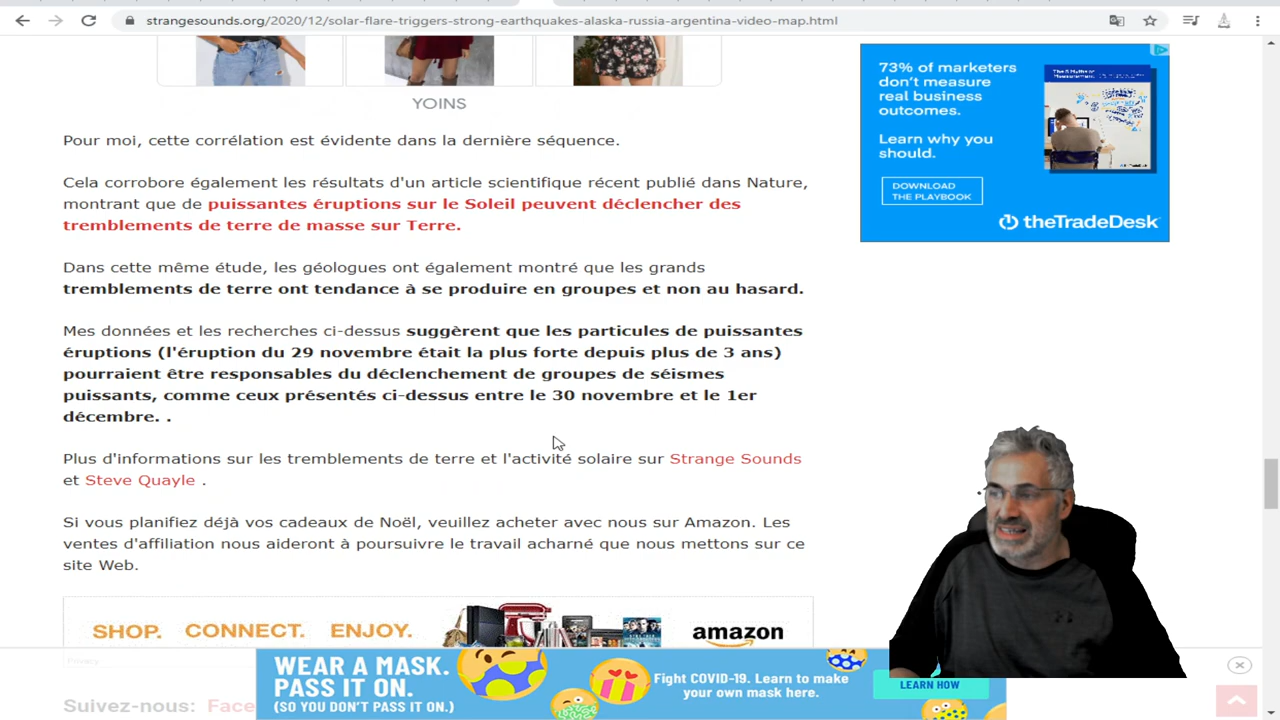 strangesounds.org/2020/12/solar-flare-triggers-strong-earthquakes-alaska-russia-argentina-video-map.html
YOINS
73% of marketers
don't measure
real business
outcomes.
Learn why you
should.
DOWNLOAD
THE PLAYBOOK
theTradeDesk
Pour moi, cette corrélation est évidente dans la dernière séquence.
Cela corrobore également les résultats d'un article scientifique récent publié dans Nature,
montrant que de puissantes éruptions sur le Soleil peuvent déclencher des
tremblements de terre de masse sur Terre.
Dans cette même étude, les géologues ont également montré que les grands
tremblements de terre ont tendance à se produire en groupes et non au hasard.
Mes données et les recherches ci-dessus suggèrent que les particules de puissantes
éruptions (l'éruption du 29 novembre était la plus forte depuis plus de 3 ans)
pourraient être responsables du déclenchement de groupes de séismes
puissants, comme ceux présentés ci-dessus entre le 30 novembre et le 1er
décembre. .
Plus d'informations sur les tremblements de terre et l'activité solaire sur Strange Sounds
et Steve Quayle .
Si vous planifiez déjà vos cadeaux de Noël, veuillez acheter avec nous sur Amazon. Les
ventes d'affiliation nous aideront à poursuivre le travail acharné que nous mettons sur ce
site Web.
SHOP. CONNECT. ENJOY. amazon
Privacy
WEAR A MASK.
PASS IT ON.
(SO YOU DON'T PASS IT ON.)
Fight COVID-19. Learn to make
your own mask here.
LEARN HOW
Suivez-nous: Face